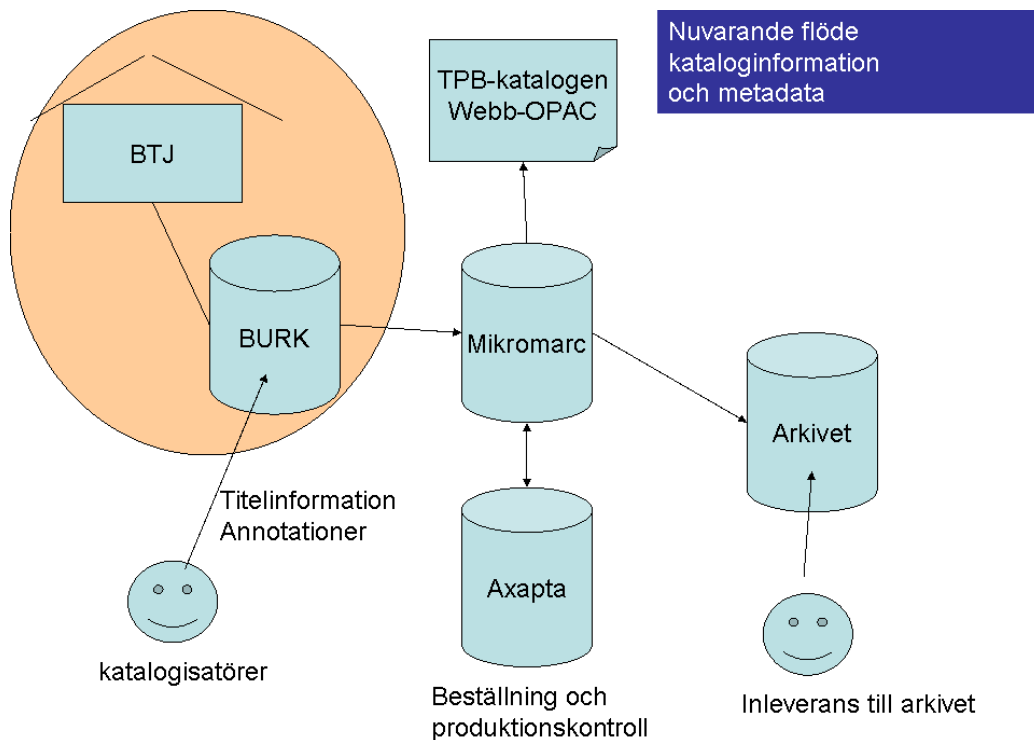 Nuvarande flöde
kataloginformation
och metadata
TPB-katalogen
Webb-OPAC
BTJ
BURK
Mikromarc
Arkivet
Titelinformation
Annotationer
Axapta
katalogisatörer
Beställning och
produktionskontroll
Inleverans till arkivet